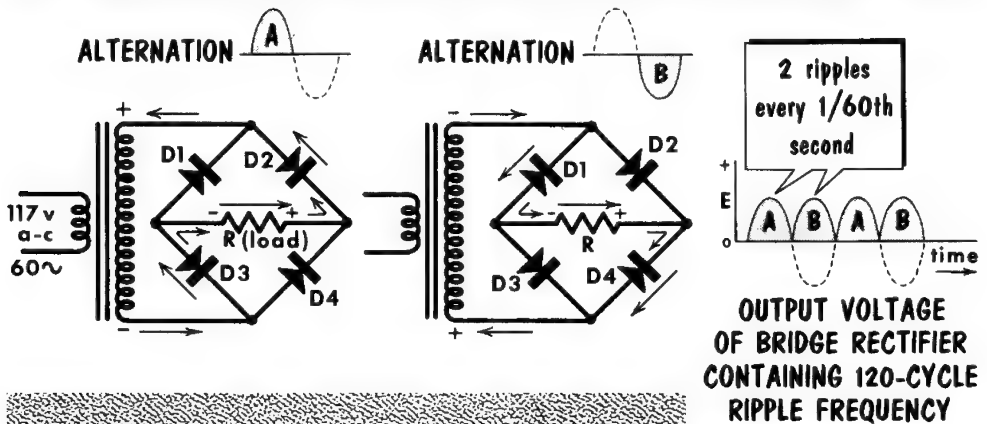 ALTERNATION A
+
D1
D2
- +
R (load)
D3
D4
-
117 v
a-c
60~
ALTERNATION B
-
D1
D2
- +
R
D3
D4
+
2 ripples
every 1/60th
second
+
E
o
A B A B
time
OUTPUT VOLTAGE
OF BRIDGE RECTIFIER
CONTAINING 120-CYCLE
RIPPLE FREQUENCY